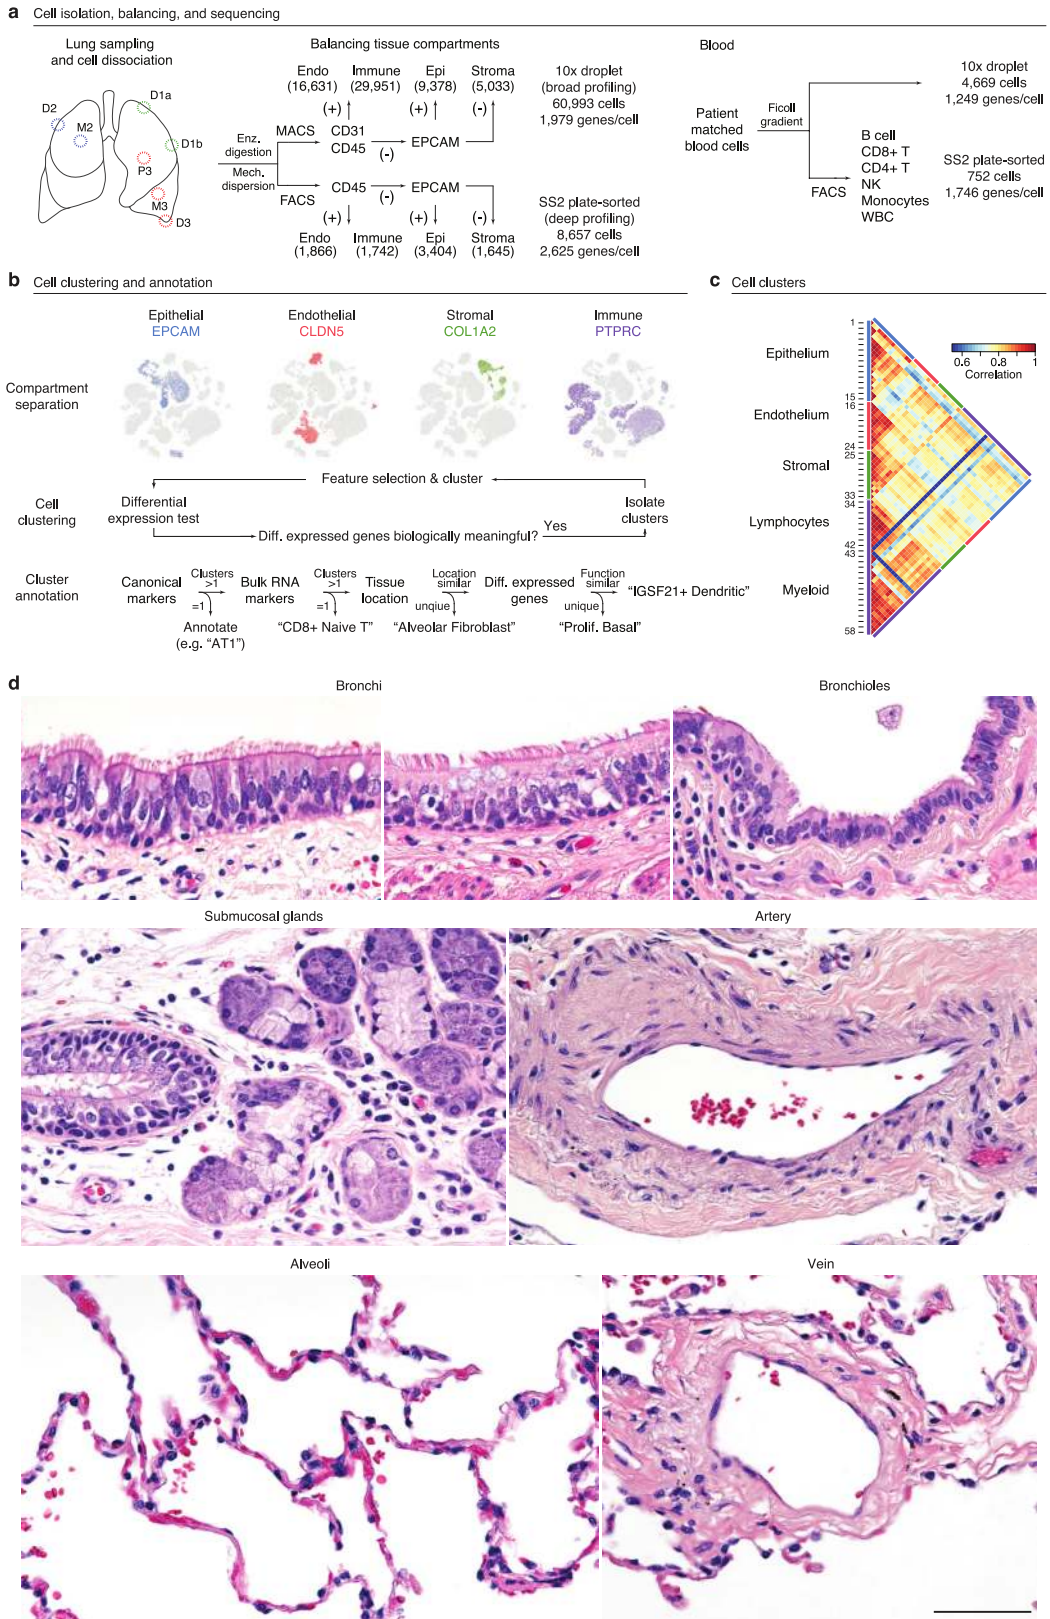 a Cell isolation, balancing, and sequencing
Lung sampling
and cell dissociation
D2
M2
D1a
D1b
P3
M3
D3
Enz.
digestion
Mech.
dispersion
Balancing tissue compartments
Endo Immune Epi Stroma
(16,631) (29,951) (9,378) (5,033)
(+) (+) (-)
MACS
CD31
CD45
(-)
EPCAM
FACS
CD45
(-)
EPCAM
(+) (+) (-)
Endo Immune Epi Stroma
(1,866) (1,742) (3,404) (1,645)
10x droplet
(broad profiling)
60,993 cells
1,979 genes/cell
SS2 plate-sorted
(deep profiling)
8,657 cells
2,625 genes/cell
Blood
Patient
matched
blood cells
Ficoll
gradient
FACS
B cell
CD8+ T
CD4+ T
NK
Monocytes
WBC
10x droplet
4,669 cells
1,249 genes/cell
SS2 plate-sorted
752 cells
1,746 genes/cell
b Cell clustering and annotation
Epithelial Endothelial Stromal Immune
EPCAM CLDN5 COL1A2 PTPRC
Compartment
separation
Feature selection & cluster
Cell
clustering
Differential
expression test
Diff. expressed genes biologically meaningful?
Yes
Isolate
clusters
Cluster
annotation
Canonical
markers
Clusters
>1
=1
Annotate
(e.g. “AT1”)
Bulk RNA
markers
Clusters
>1
=1
“CD8+ Naive T”
Tissue
location
Location
similar
unqiue
“Alveolar Fibroblast”
Diff. expressed
genes
Function
similar
unique
“Prolif. Basal”
“IGSF21+ Dendritic”
c Cell clusters
1
Epithelium
15
16
Endothelium
24
25
Stromal
33
34
Lymphocytes
42
43
Myeloid
58
0.6 0.8 1
Correlation
d
Bronchi
Bronchioles
Submucosal glands
Artery
Alveoli
Vein